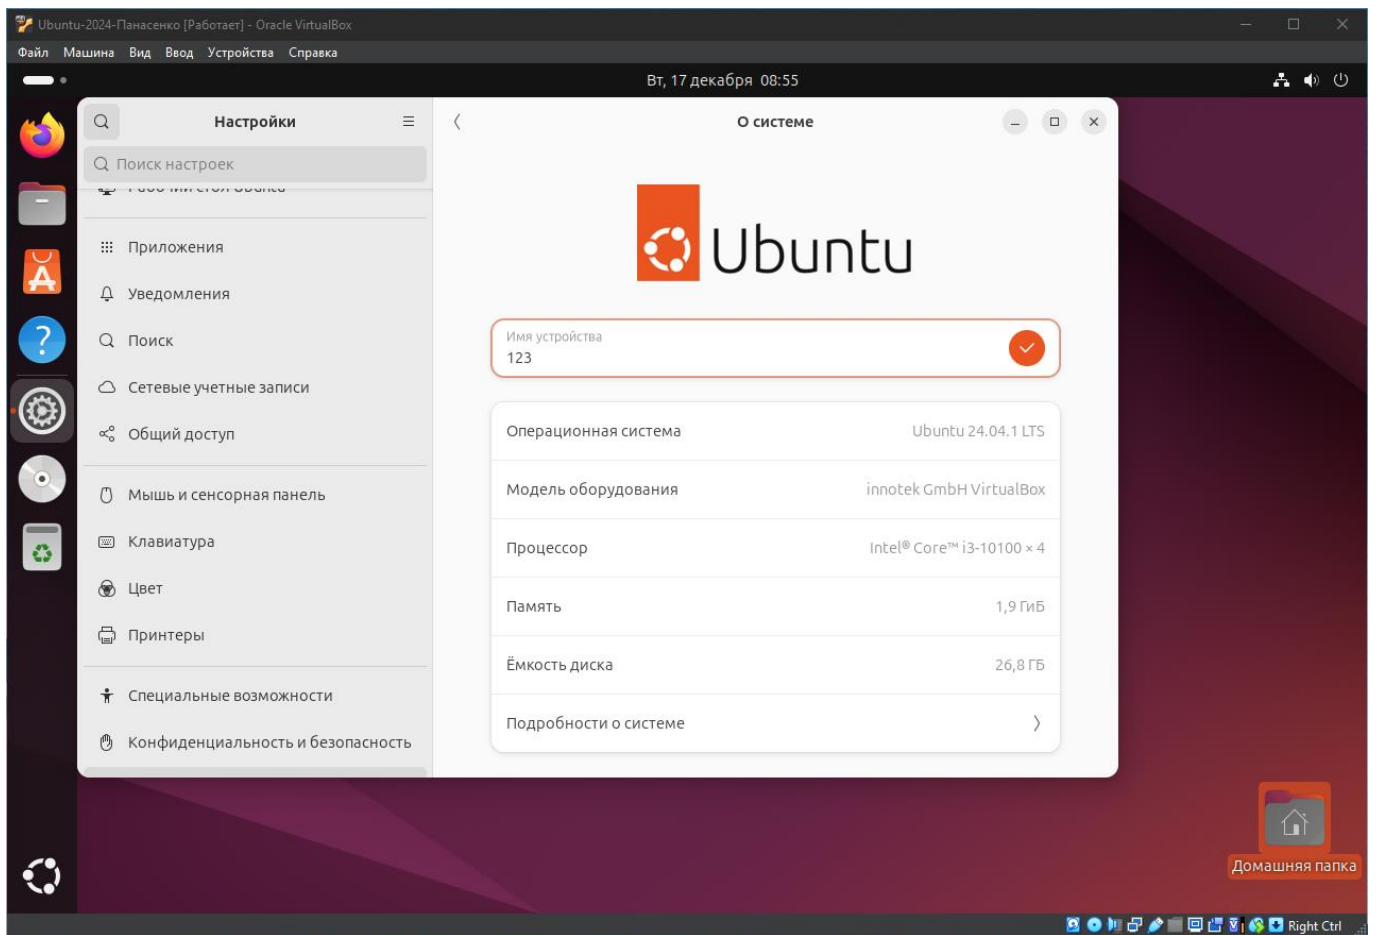 Ubuntu-2024-Панасенко [Работает] - Oracle VirtualBox
Файл Машина Вид Ввод Устройства Справка
Вт, 17 декабря 08:55
Настройки
О системе
Поиск настроек
Рабочий стол Ubuntu
Ubuntu
Приложения
Уведомления
Имя устройства
Поиск
123
Сетевые учетные записи
Общий доступ
Операционная система
Ubuntu 24.04.1 LTS
Мышь и сенсорная панель
Модель оборудования
innotek GmbH VirtualBox
Клавиатура
Процессор
Intel® Core™ i3-10100 × 4
Цвет
Память
1,9 ГиБ
Принтеры
Ёмкость диска
26,8 ГБ
Специальные возможности
Подробности о системе
Конфиденциальность и безопасность
Домашняя папка
Right Ctrl